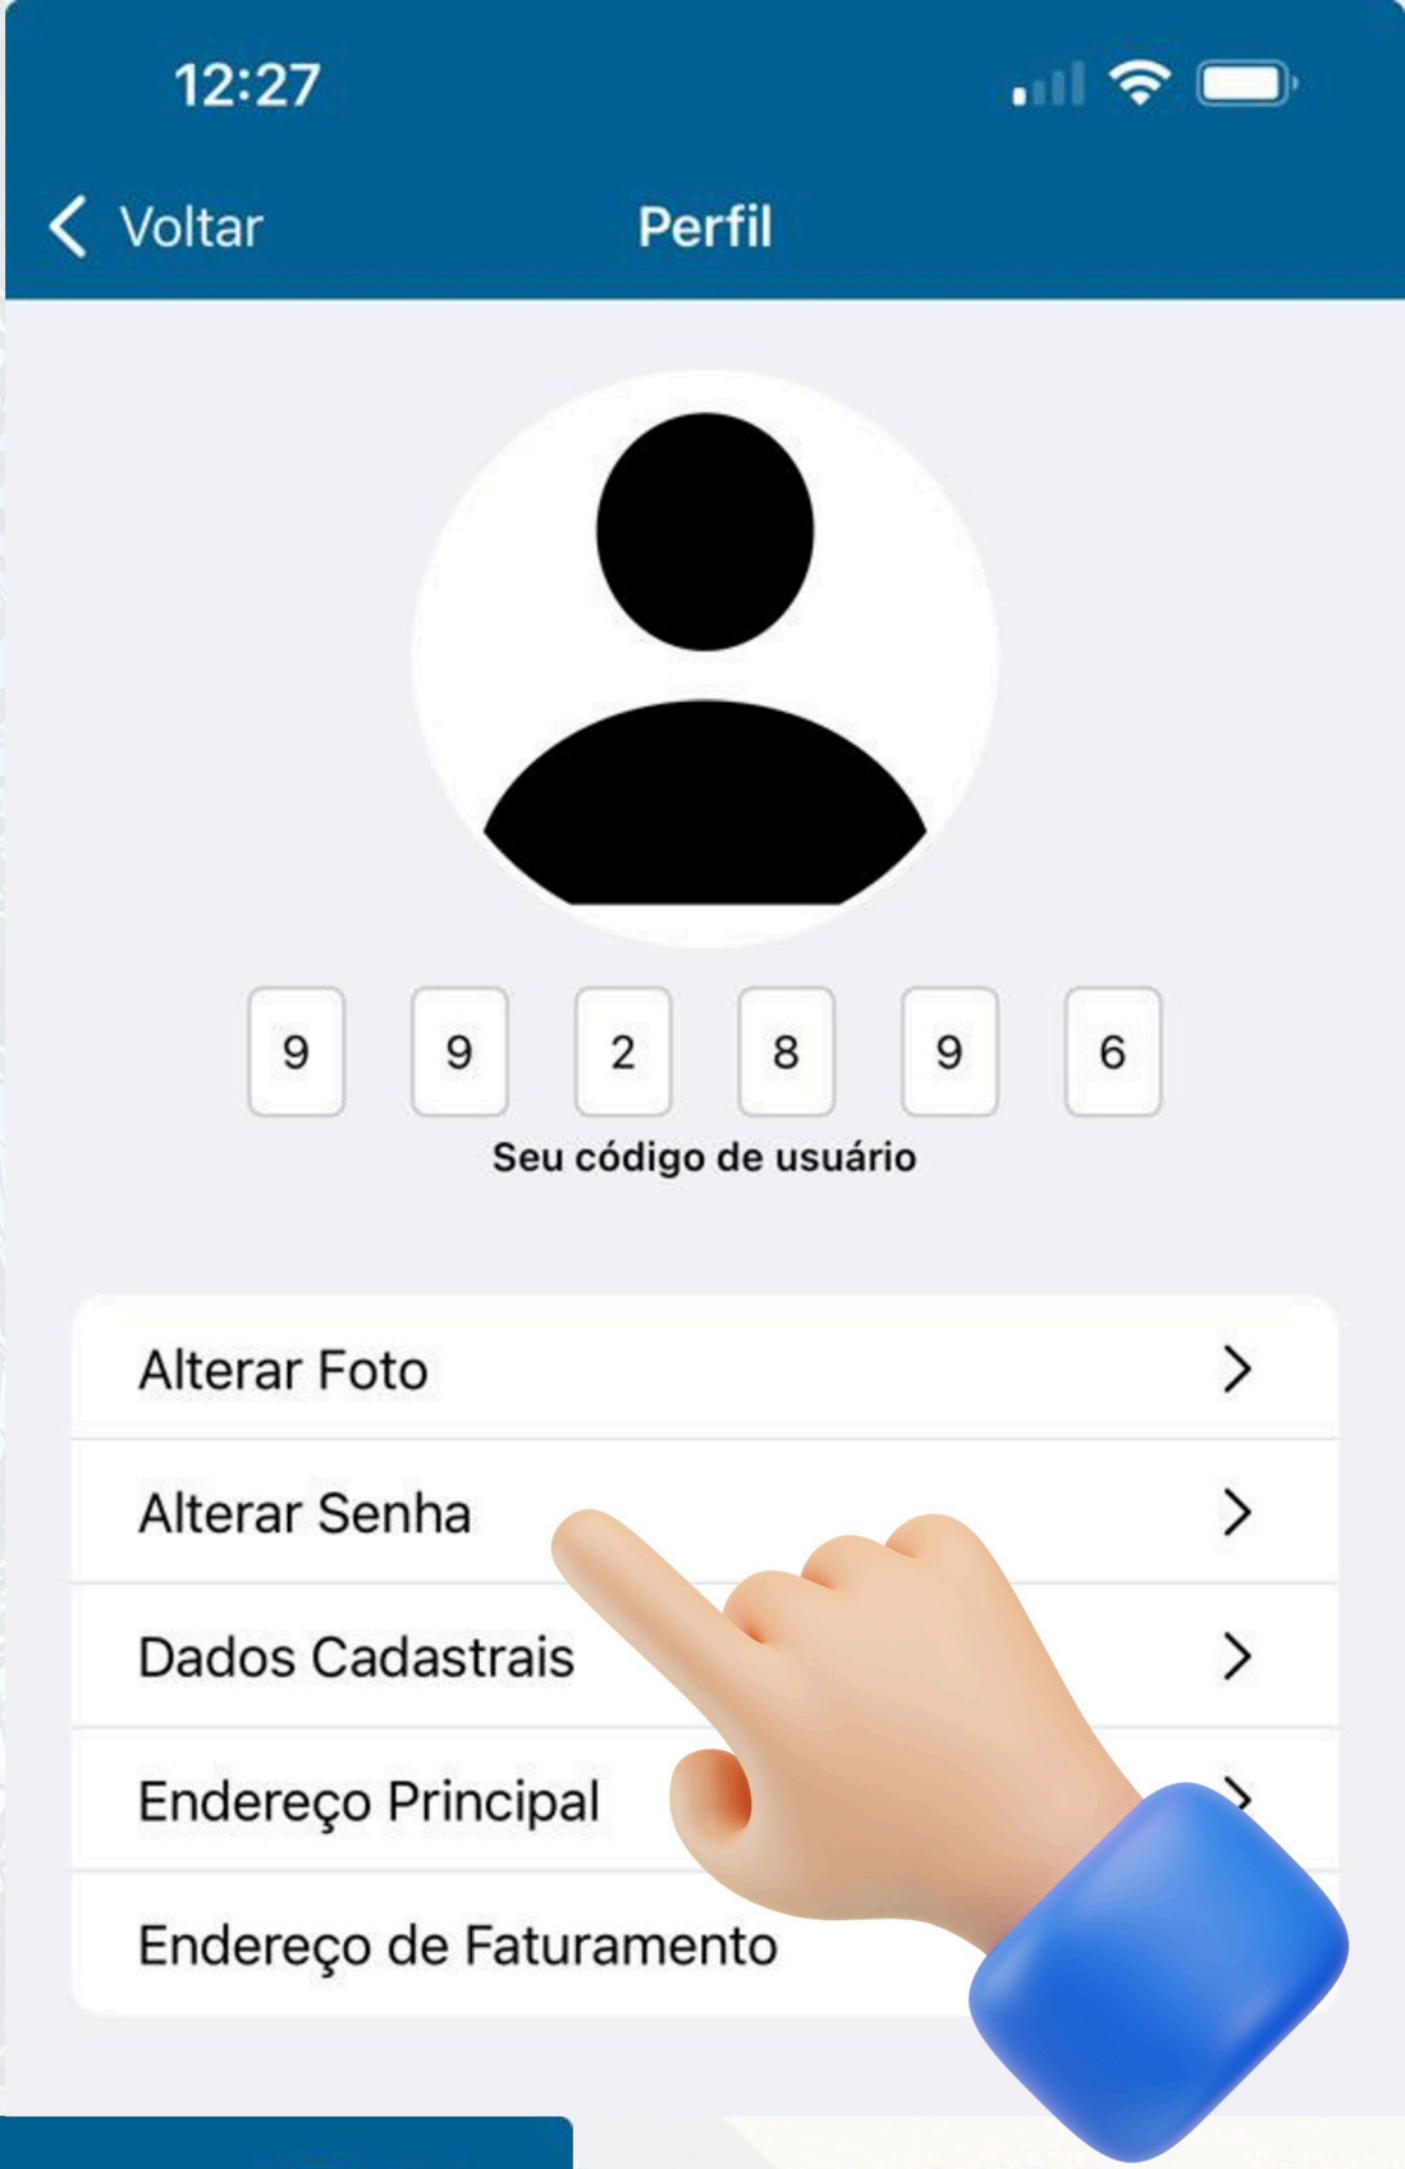 12:27
Voltar
Perfil
9 9 2 8 9 6
Seu código de usuário
Alterar Foto
Alterar Senha
Dados Cadastrais
Endereço Principal
Endereço de Faturamento